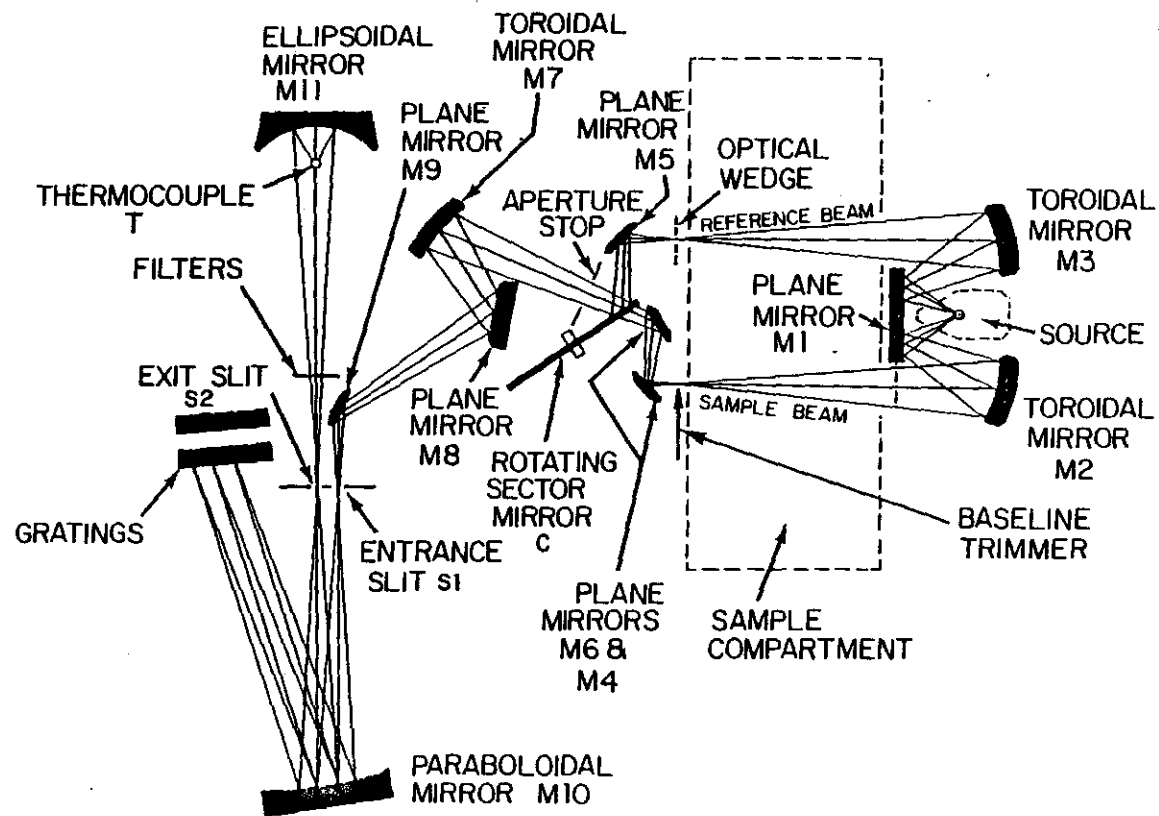 ELLIPSOIDAL
MIRROR
M11
TOROIDAL
MIRROR
M7
PLANE
MIRROR
M9
PLANE
MIRROR
M5
OPTICAL
WEDGE
THERMOCOUPLE
T
APERTURE
STOP
REFERENCE BEAM
TOROIDAL
MIRROR
M3
FILTERS
PLANE
MIRROR
M1
SOURCE
EXIT SLIT
S2
PLANE
MIRROR
M8
SAMPLE BEAM
TOROIDAL
MIRROR
M2
ROTATING
SECTOR
MIRROR
C
GRATINGS
ENTRANCE
SLIT S1
BASELINE
TRIMMER
PLANE
MIRRORS
M6 &
M4
SAMPLE
COMPARTMENT
PARABOLOIDAL
MIRROR M10